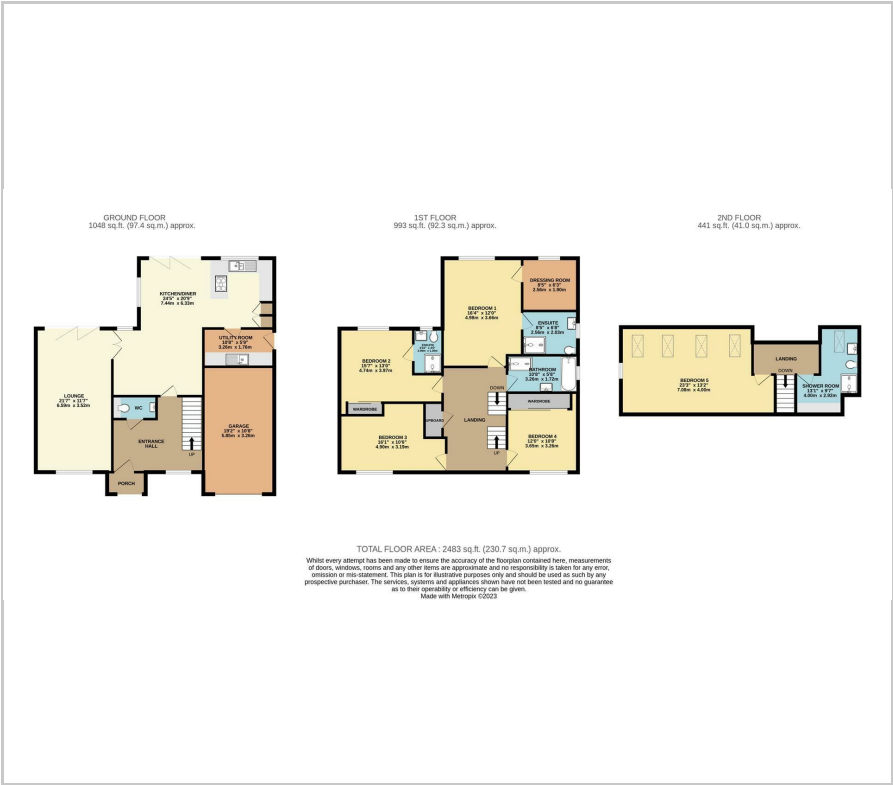 GROUND FLOOR
1048 sq.ft. (97.4 sq.m.) approx.
KITCHEN/DINER
24'5" x 20'9"
7.44m x 6.33m
UTILITY ROOM
10'8" x 5'9"
3.26m x 1.76m
LOUNGE
21'7" x 11'7"
6.59m x 3.52m
WC
ENTRANCE
HALL
UP
GARAGE
19'2" x 10'8"
5.85m x 3.26m
PORCH
1ST FLOOR
993 sq.ft. (92.3 sq.m.) approx.
BEDROOM 1
16'4" x 12'0"
4.98m x 3.66m
DRESSING ROOM
8'5" x 6'3"
2.56m x 1.90m
ENSUITE
8'5" x 6'8"
2.56m x 2.03m
ENSUITE
BEDROOM 2
15'7" x 13'0"
4.74m x 3.97m
BATHROOM
10'8" x 5'8"
3.26m x 1.72m
DOWN
WARDROBE
WARDROBE
CUPBOARD
LANDING
BEDROOM 3
16'1" x 10'6"
4.90m x 3.19m
UP
BEDROOM 4
12'0" x 10'8"
3.65m x 3.26m
2ND FLOOR
441 sq.ft. (41.0 sq.m.) approx.
LANDING
DOWN
BEDROOM 5
23'3" x 13'2"
7.08m x 4.00m
SHOWER ROOM
13'1" x 9'7"
4.00m x 2.92m
TOTAL FLOOR AREA : 2483 sq.ft. (230.7 sq.m.) approx.
Whilst every attempt has been made to ensure the accuracy of the floorplan contained here, measurements
of doors, windows, rooms and any other items are approximate and no responsibility is taken for any error,
omission or mis-statement. This plan is for illustrative purposes only and should be used as such by any
prospective purchaser. The services, systems and appliances shown have not been tested and no guarantee
as to their operability or efficiency can be given.
Made with Metropix ©2023